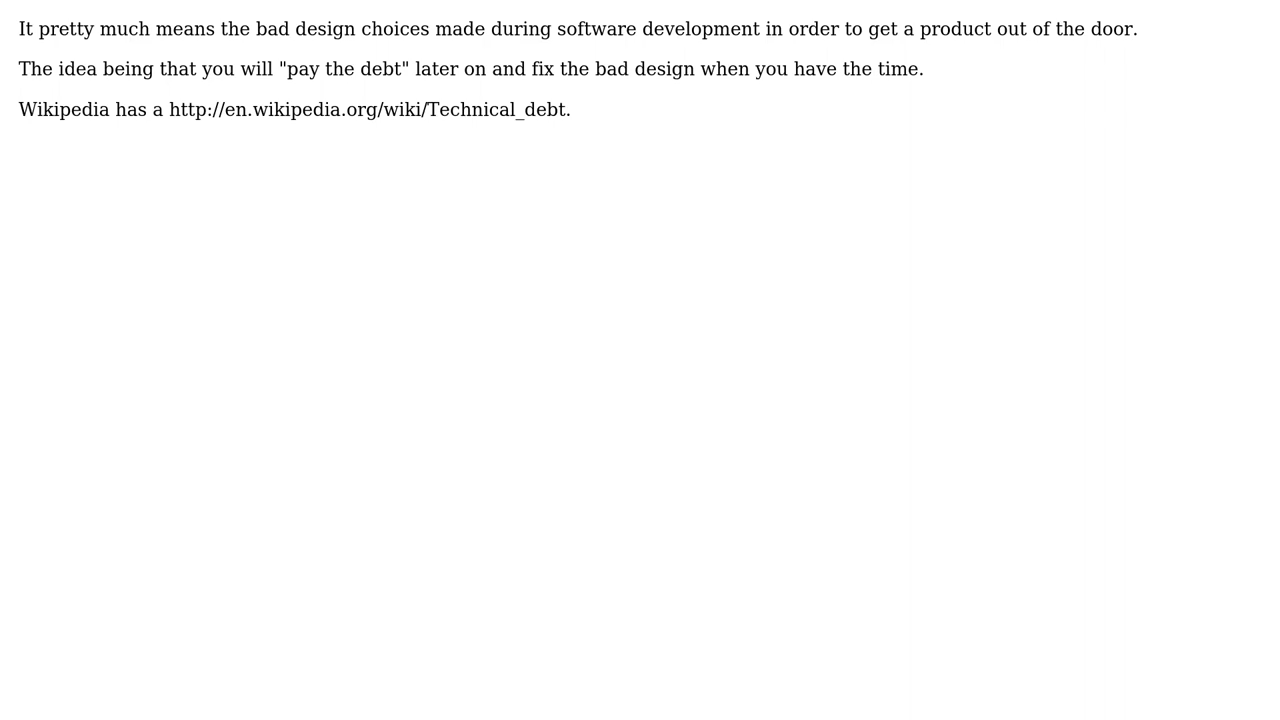 It pretty much means the bad design choices made during software development in order to get a product out of the door.
The idea being that you will "pay the debt" later on and fix the bad design when you have the time.
Wikipedia has a http://en.wikipedia.org/wiki/Technical_debt.